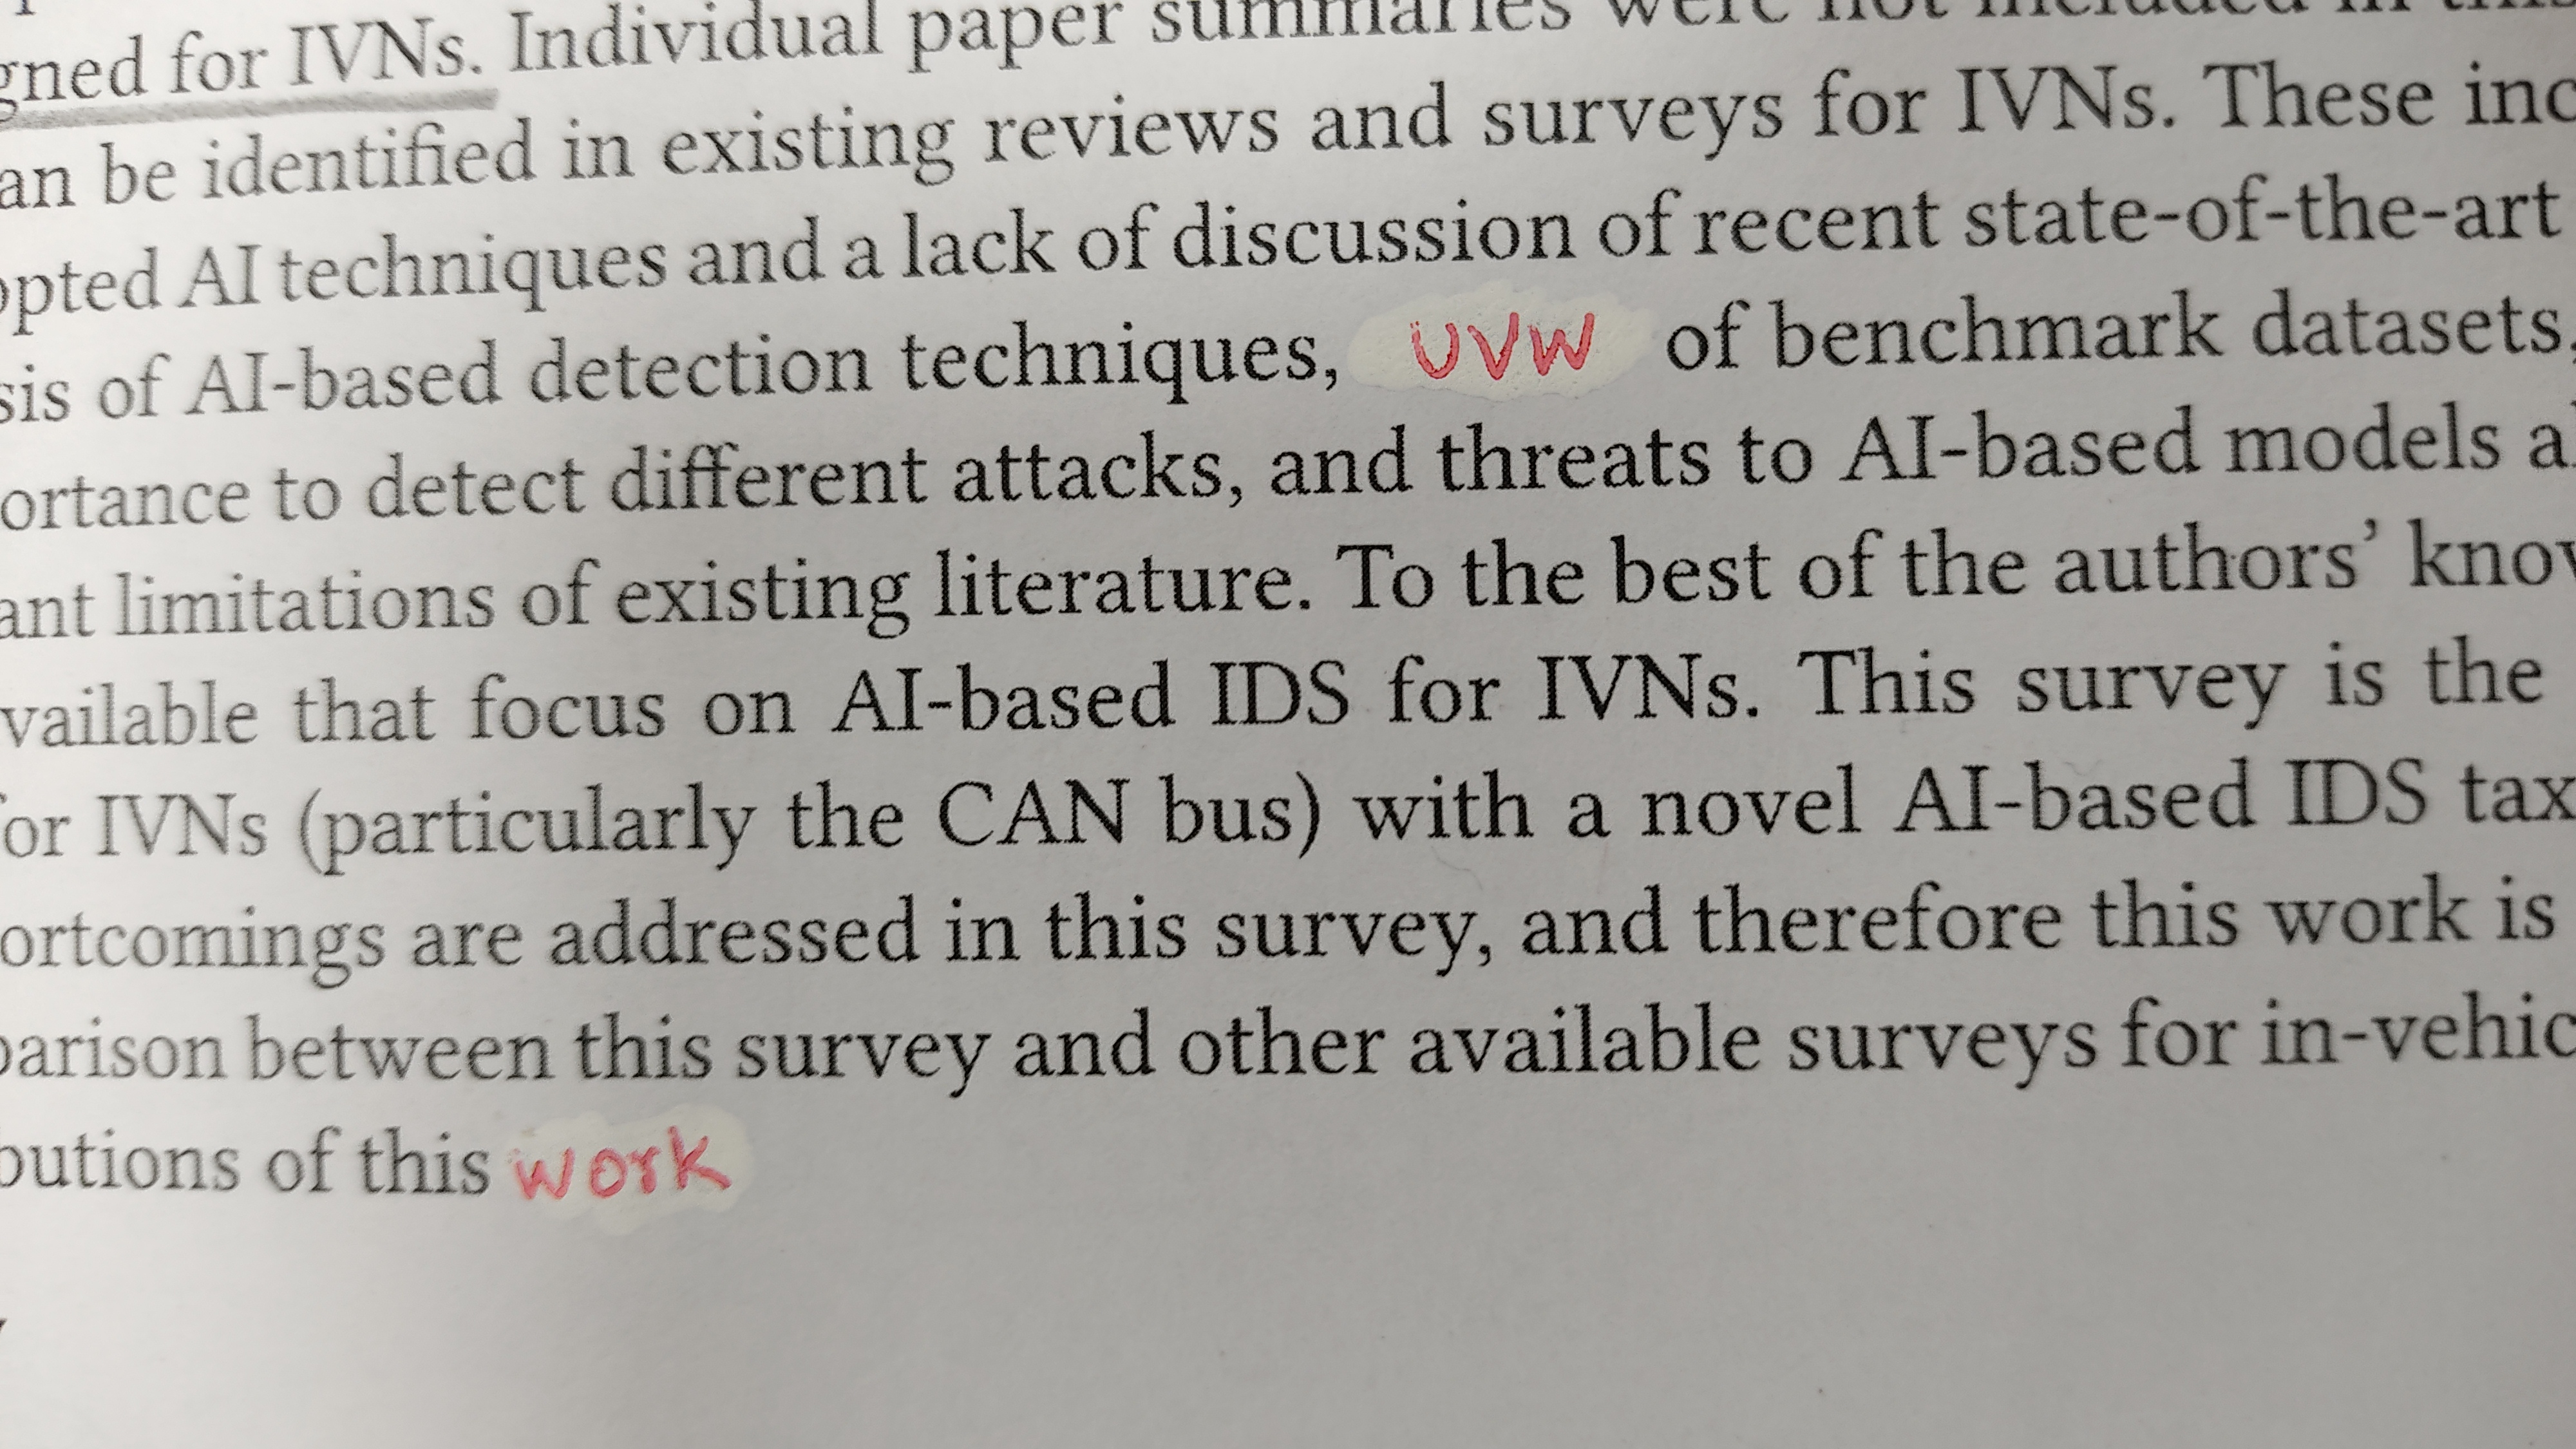 gned for IVNs. Individual paper summaries were not included in
an be identified in existing reviews and surveys for IVNs. These inc
opted AI techniques and a lack of discussion of recent state-of-the-art
sis of AI-based detection techniques, uvw of benchmark datasets,
ortance to detect different attacks, and threats to AI-based models a
ant limitations of existing literature. To the best of the authors' know
vailable that focus on AI-based IDS for IVNs. This survey is the
for IVNs (particularly the CAN bus) with a novel AI-based IDS tax
ortcomings are addressed in this survey, and therefore this work is
parison between this survey and other available surveys for in-vehic
butions of this work